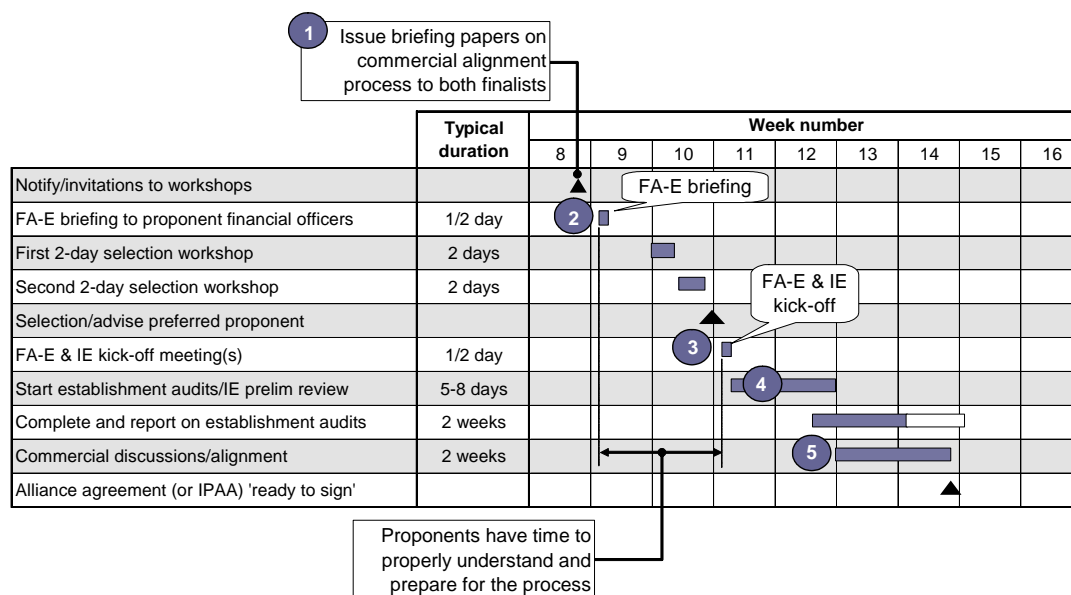 1
Issue briefing papers on
commercial alignment
process to both finalists
Typical
duration
Week number
8 9 10 11 12 13 14 15 16
Notify/invitations to workshops
FA-E briefing
FA-E briefing to proponent financial officers 1/2 day 2
First 2-day selection workshop 2 days
Second 2-day selection workshop 2 days
FA-E & IE
kick-off
Selection/advise preferred proponent
FA-E & IE kick-off meeting(s) 1/2 day 3
Start establishment audits/IE prelim review 5-8 days 4
Complete and report on establishment audits 2 weeks
Commercial discussions/alignment 2 weeks 5
Alliance agreement (or IPAA) 'ready to sign'
Proponents have time to
properly understand and
prepare for the process